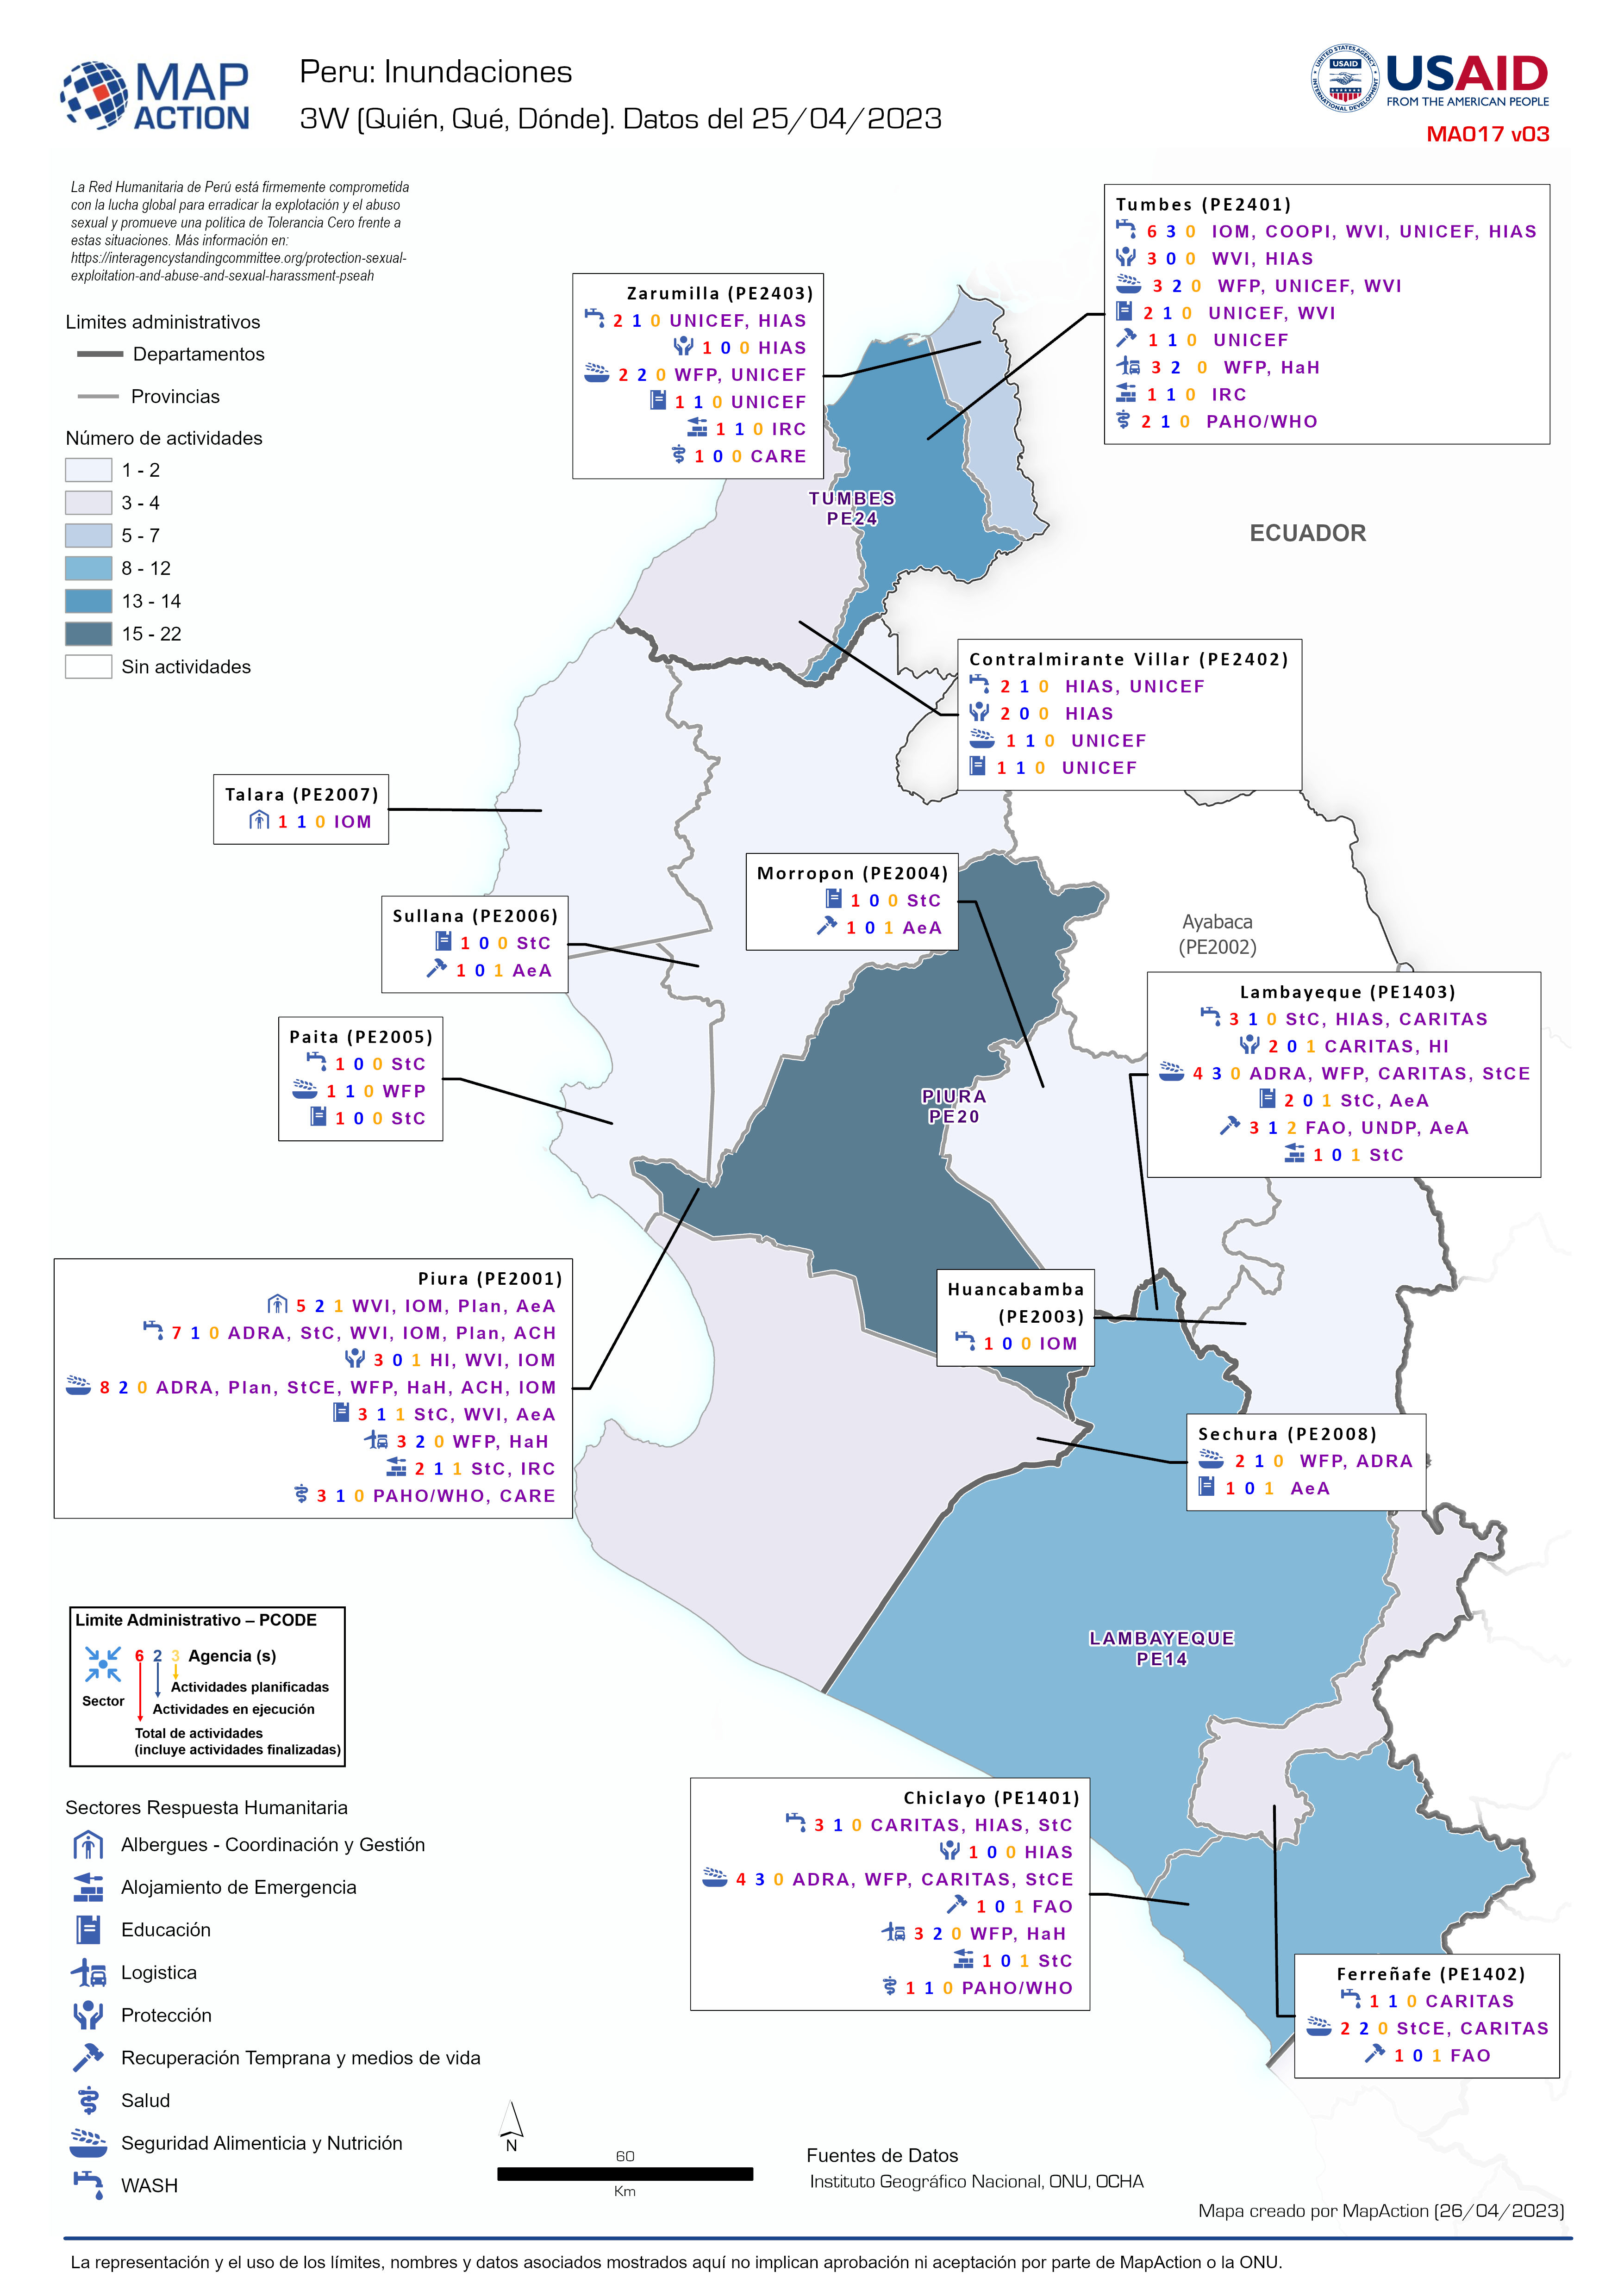 MAP
ACTION
Peru: Inundaciones
3W (Quién, Qué, Dónde). Datos del 25/04/2023
UNITED STATES AGENCY
USAID
INTERNATIONAL DEVELOPMENT
USAID
FROM THE AMERICAN PEOPLE
MA017 v03
La Red Humanitaria de Perú está firmemente comprometida
con la lucha global para erradicar la explotación y el abuso
sexual y promueve una política de Tolerancia Cero frente a
estas situaciones. Más información en:
https://interagencystandingcommittee.org/protection-sexual-
exploitation-and-abuse-and-sexual-harassment-pseah
Limites administrativos
Departamentos
Provincias
Número de actividades
1 - 2
3 - 4
5 - 7
8 - 12
13 - 14
15 - 22
Sin actividades
Tumbes (PE2401)
6 3 0 IOM, COOPI, WVI, UNICEF, HIAS
3 0 0 WVI, HIAS
3 2 0 WFP, UNICEF, WVI
2 1 0 UNICEF, WVI
1 1 0 UNICEF
3 2 0 WFP, HaH
1 1 0 IRC
2 1 0 PAHO/WHO
Zarumilla (PE2403)
2 1 0 UNICEF, HIAS
1 0 0 HIAS
2 2 0 WFP, UNICEF
1 1 0 UNICEF
1 1 0 IRC
1 0 0 CARE
TUMBES
PE24
ECUADOR
Contralmirante Villar (PE2402)
2 1 0 HIAS, UNICEF
2 0 0 HIAS
1 1 0 UNICEF
1 1 0 UNICEF
Talara (PE2007)
1 1 0 IOM
Morropon (PE2004)
1 0 0 StC
1 0 1 AeA
Sullana (PE2006)
1 0 0 StC
1 0 1 AeA
Ayabaca
(PE2002)
Lambayeque (PE1403)
3 1 0 StC, HIAS, CARITAS
2 0 1 CARITAS, HI
4 3 0 ADRA, WFP, CARITAS, StCE
2 0 1 StC, AeA
3 1 2 FAO, UNDP, AeA
1 0 1 StC
Paita (PE2005)
1 0 0 StC
1 1 0 WFP
1 0 0 StC
PIURA
PE20
Piura (PE2001)
5 2 1 WVI, IOM, Plan, AeA
7 1 0 ADRA, StC, WVI, IOM, Plan, ACH
3 0 1 HI, WVI, IOM
8 2 0 ADRA, Plan, StCE, WFP, HaH, ACH, IOM
3 1 1 StC, WVI, AeA
3 2 0 WFP, HaH
2 1 1 StC, IRC
3 1 0 PAHO/WHO, CARE
Huancabamba
(PE2003)
1 0 0 IOM
Sechura (PE2008)
2 1 0 WFP, ADRA
1 0 1 AeA
LAMBAYEQUE
PE14
Limite Administrativo – PCODE
6 2 3 Agencia (s)
Actividades planificadas
Sector
Actividades en ejecución
Total de actividades
(incluye actividades finalizadas)
Chiclayo (PE1401)
3 1 0 CARITAS, HIAS, StC
1 0 0 HIAS
4 3 0 ADRA, WFP, CARITAS, StCE
1 0 1 FAO
3 2 0 WFP, HaH
1 0 1 StC
1 1 0 PAHO/WHO
Ferreñafe (PE1402)
1 1 0 CARITAS
2 2 0 StCE, CARITAS
1 0 1 FAO
Sectores Respuesta Humanitaria
Albergues - Coordinación y Gestión
Alojamiento de Emergencia
Educación
Logistica
Protección
Recuperación Temprana y medios de vida
Salud
Seguridad Alimenticia y Nutrición
WASH
N
60
Km
Fuentes de Datos
Instituto Geográfico Nacional, ONU, OCHA
Mapa creado por MapAction (26/04/2023)
La representación y el uso de los límites, nombres y datos asociados mostrados aquí no implican aprobación ni aceptación por parte de MapAction o la ONU.